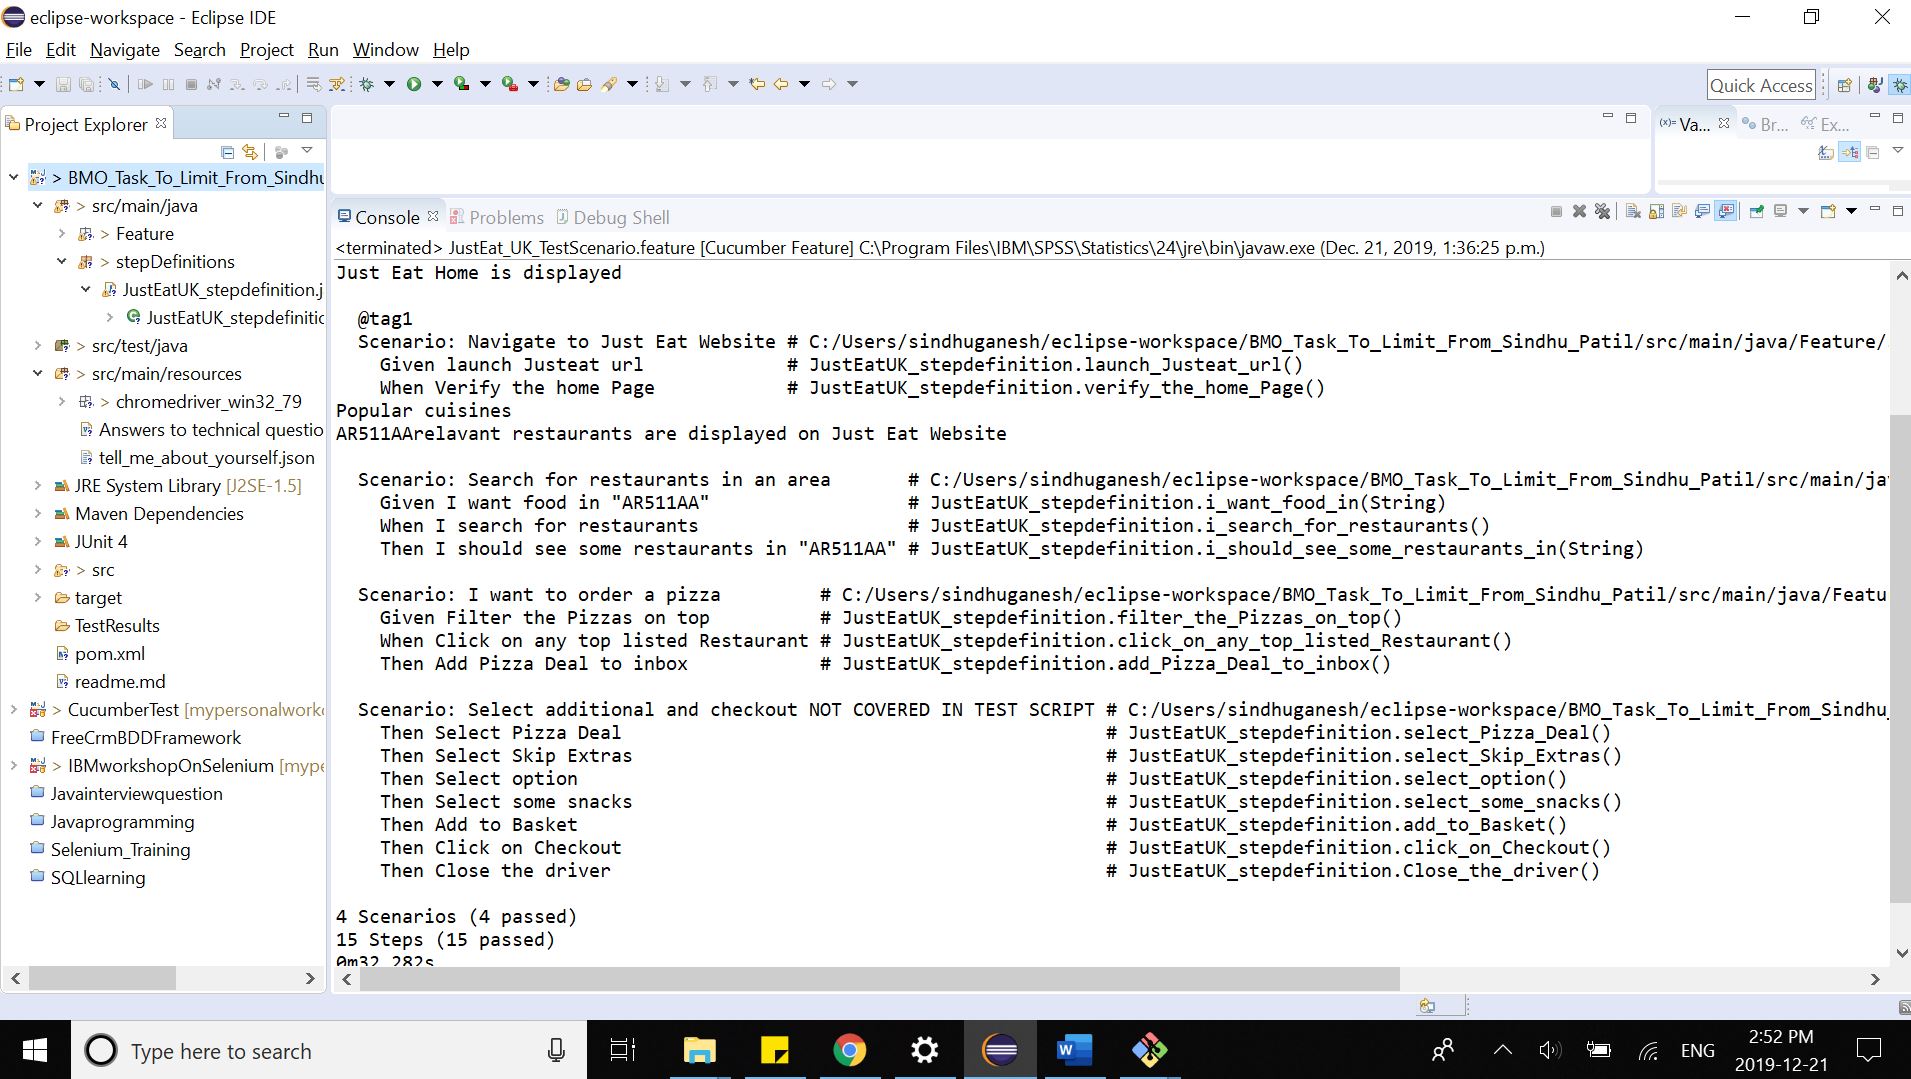 eclipse-workspace - Eclipse IDE
File Edit Navigate Search Project Run Window Help
Quick Access
Project Explorer
> BMO_Task_To_Limit_From_Sindhu
> src/main/java
> Feature
> stepDefinitions
JustEatUK_stepdefinition.j
JustEatUK_stepdefinitic
> src/test/java
> src/main/resources
> chromedriver_win32_79
Answers to technical questio
tell_me_about_yourself.json
JRE System Library [J2SE-1.5]
Maven Dependencies
JUnit 4
> src
target
TestResults
pom.xml
readme.md
> CucumberTest [mypersonalworkc
FreeCrmBDDFramework
> IBMworkshopOnSelenium [mype
Javainterviewquestion
Javaprogramming
Selenium_Training
SQLlearning
(x)= Va... Br... Ex...
Console Problems Debug Shell
<terminated> JustEat_UK_TestScenario.feature [Cucumber Feature] C:\Program Files\IBM\SPSS\Statistics\24\jre\bin\javaw.exe (Dec. 21, 2019, 1:36:25 p.m.)
Just Eat Home is displayed
@tag1
Scenario: Navigate to Just Eat Website # C:/Users/sindhuganesh/eclipse-workspace/BMO_Task_To_Limit_From_Sindhu_Patil/src/main/java/Feature/
Given launch Justeat url # JustEatUK_stepdefinition.launch_Justeat_url()
When Verify the home Page # JustEatUK_stepdefinition.verify_the_home_Page()
Popular cuisines
AR511AArelavant restaurants are displayed on Just Eat Website
Scenario: Search for restaurants in an area # C:/Users/sindhuganesh/eclipse-workspace/BMO_Task_To_Limit_From_Sindhu_Patil/src/main/ja
Given I want food in "AR511AA" # JustEatUK_stepdefinition.i_want_food_in(String)
When I search for restaurants # JustEatUK_stepdefinition.i_search_for_restaurants()
Then I should see some restaurants in "AR511AA" # JustEatUK_stepdefinition.i_should_see_some_restaurants_in(String)
Scenario: I want to order a pizza # C:/Users/sindhuganesh/eclipse-workspace/BMO_Task_To_Limit_From_Sindhu_Patil/src/main/java/Featu
Given Filter the Pizzas on top # JustEatUK_stepdefinition.filter_the_Pizzas_on_top()
When Click on any top listed Restaurant # JustEatUK_stepdefinition.click_on_any_top_listed_Restaurant()
Then Add Pizza Deal to inbox # JustEatUK_stepdefinition.add_Pizza_Deal_to_inbox()
Scenario: Select additional and checkout NOT COVERED IN TEST SCRIPT # C:/Users/sindhuganesh/eclipse-workspace/BMO_Task_To_Limit_From_Sindhu_
Then Select Pizza Deal # JustEatUK_stepdefinition.select_Pizza_Deal()
Then Select Skip Extras # JustEatUK_stepdefinition.select_Skip_Extras()
Then Select option # JustEatUK_stepdefinition.select_option()
Then Select some snacks # JustEatUK_stepdefinition.select_some_snacks()
Then Add to Basket # JustEatUK_stepdefinition.add_to_Basket()
Then Click on Checkout # JustEatUK_stepdefinition.click_on_Checkout()
Then Close the driver # JustEatUK_stepdefinition.Close_the_driver()
4 Scenarios (4 passed)
15 Steps (15 passed)
0m32.282s
Type here to search
ENG
2:52 PM
2019-12-21